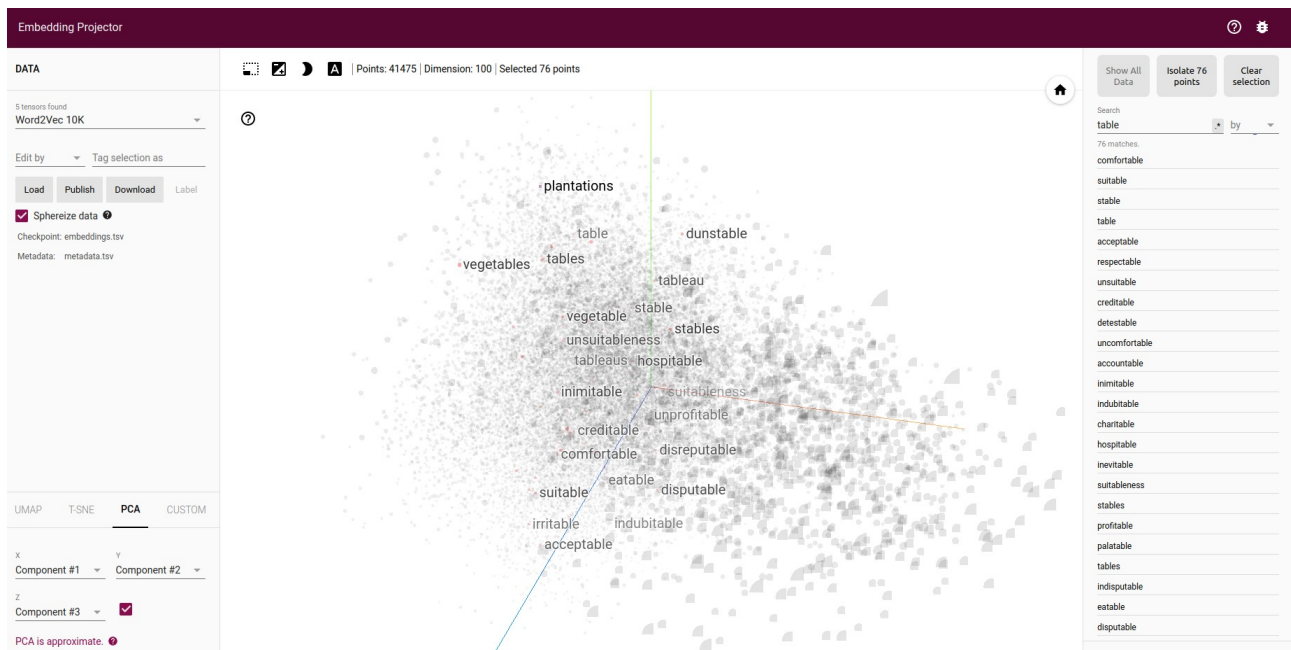 Embedding Projector
DATA
5 tensors found
Word2Vec 10K
Edit by
Tag selection as
Load
Publish
Download
Label
Sphereize data
Checkpoint: embeddings.tsv
Metadata: metadata.tsv
UMAP
T-SNE
PCA
CUSTOM
X
Component #1
Y
Component #2
Z
Component #3
PCA is approximate.
A
Points: 41475 | Dimension: 100 | Selected 76 points
plantations
table
dunstable
tables
vegetables
tableau
stable
vegetable
stables
unsuitableness
tableaus
hospitable
inimitable
suitableness
unprofitable
creditable
comfortable
disreputable
eatable
suitable
disputable
irritable
indubitable
acceptable
Show All Data
Isolate 76 points
Clear selection
Search
table
.*
by
76 matches.
comfortable
suitable
stable
table
acceptable
respectable
unsuitable
creditable
detestable
uncomfortable
accountable
inimitable
indubitable
charitable
hospitable
inevitable
suitableness
stables
profitable
palatable
tables
indisputable
eatable
disputable